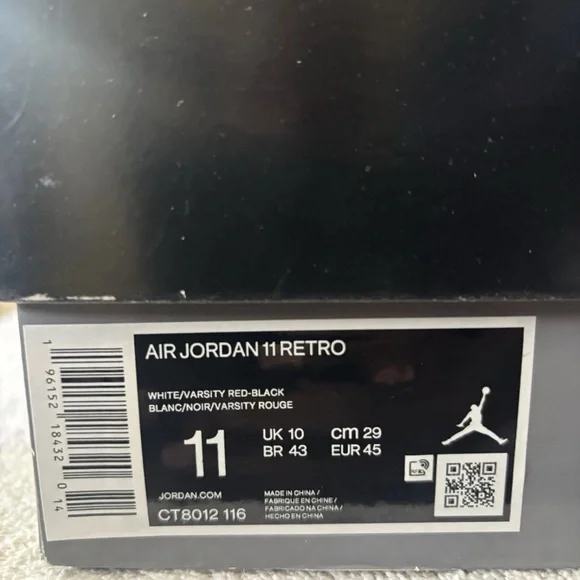 AIR JORDAN 11 RETRO
WHITE/VARSITY RED-BLACK
BLANC/NOIR/VARSITY ROUGE
11
UK 10 cm 29
BR 43 EUR 45
JORDAN.COM
CT8012 116
MADE IN CHINA /
FABRIQUE EN CHINE /
FABRICADO NA CHINA /
HECHO EN CHINA
1 96152 18432 0 14